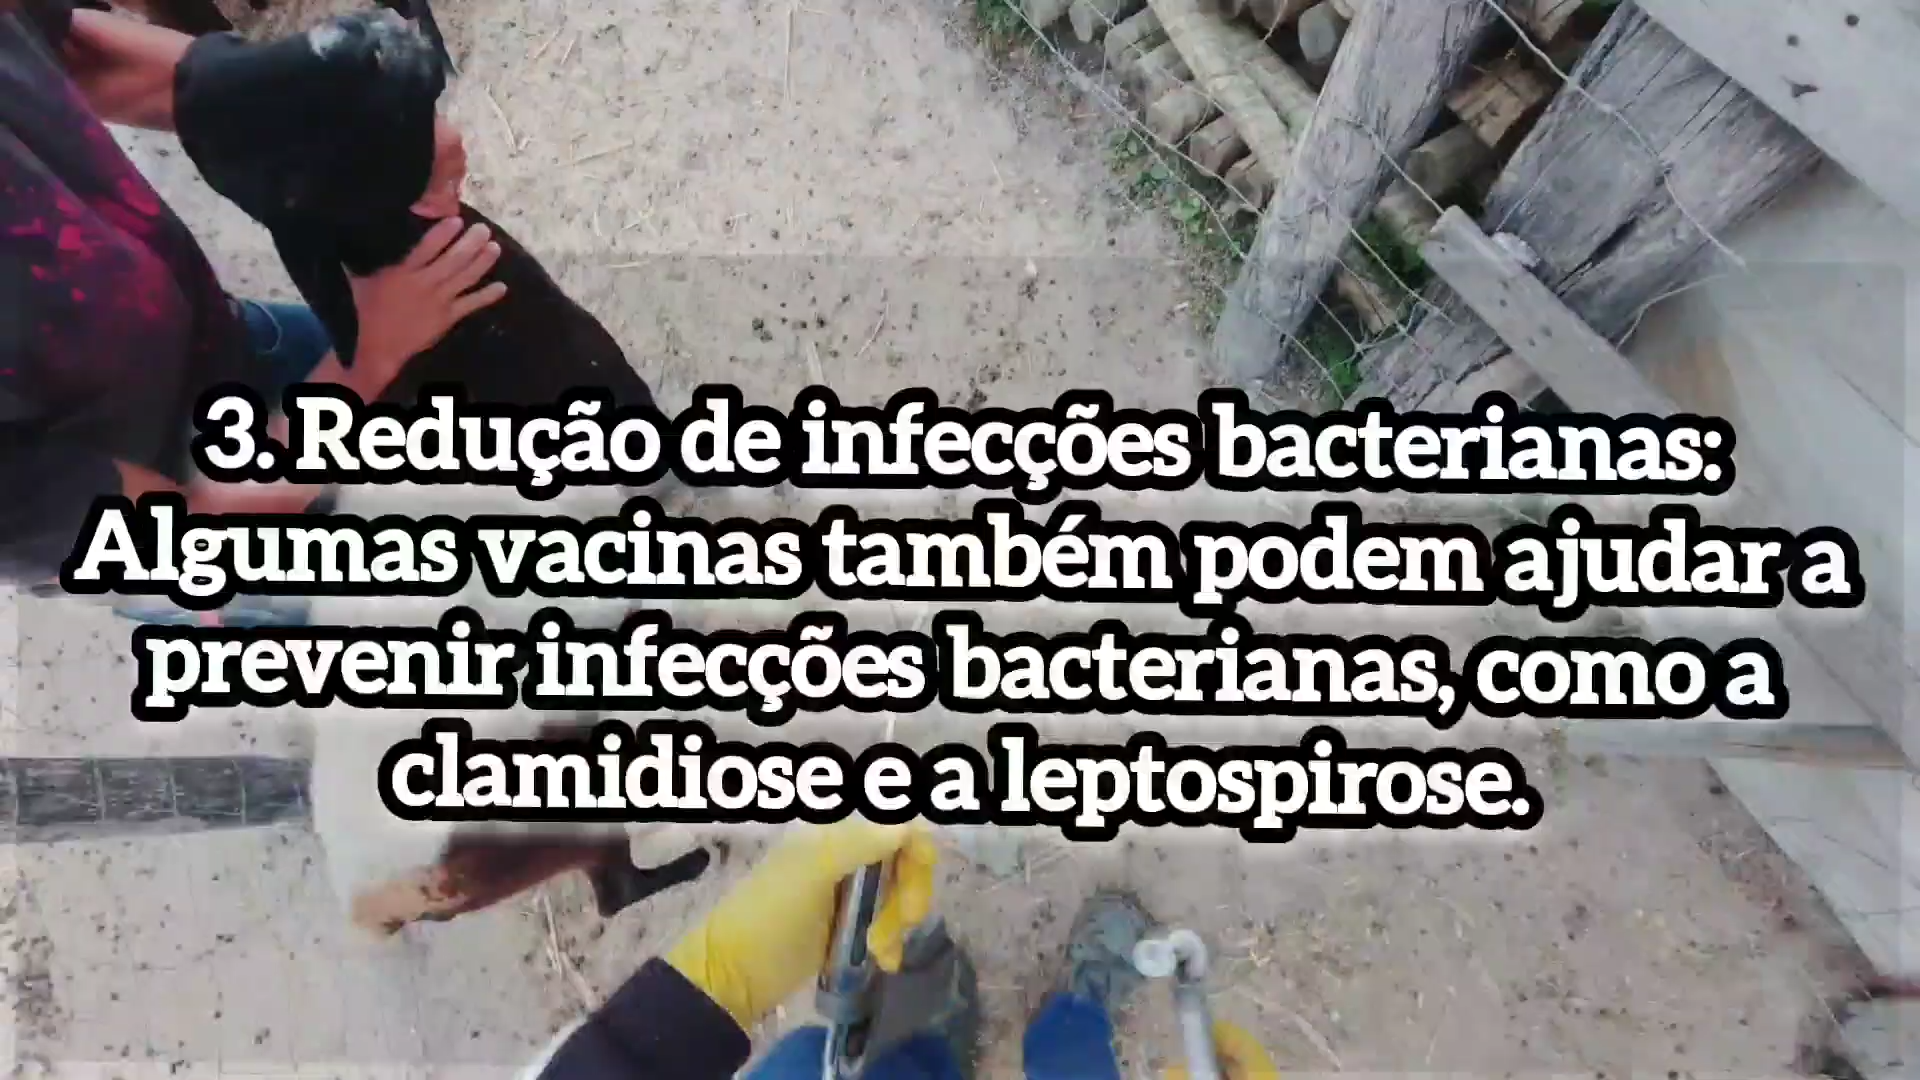 3. Redução de infecções bacterianas:
Algumas vacinas também podem ajudar a
prevenir infecções bacterianas, como a
clamidiose e a leptospirose.